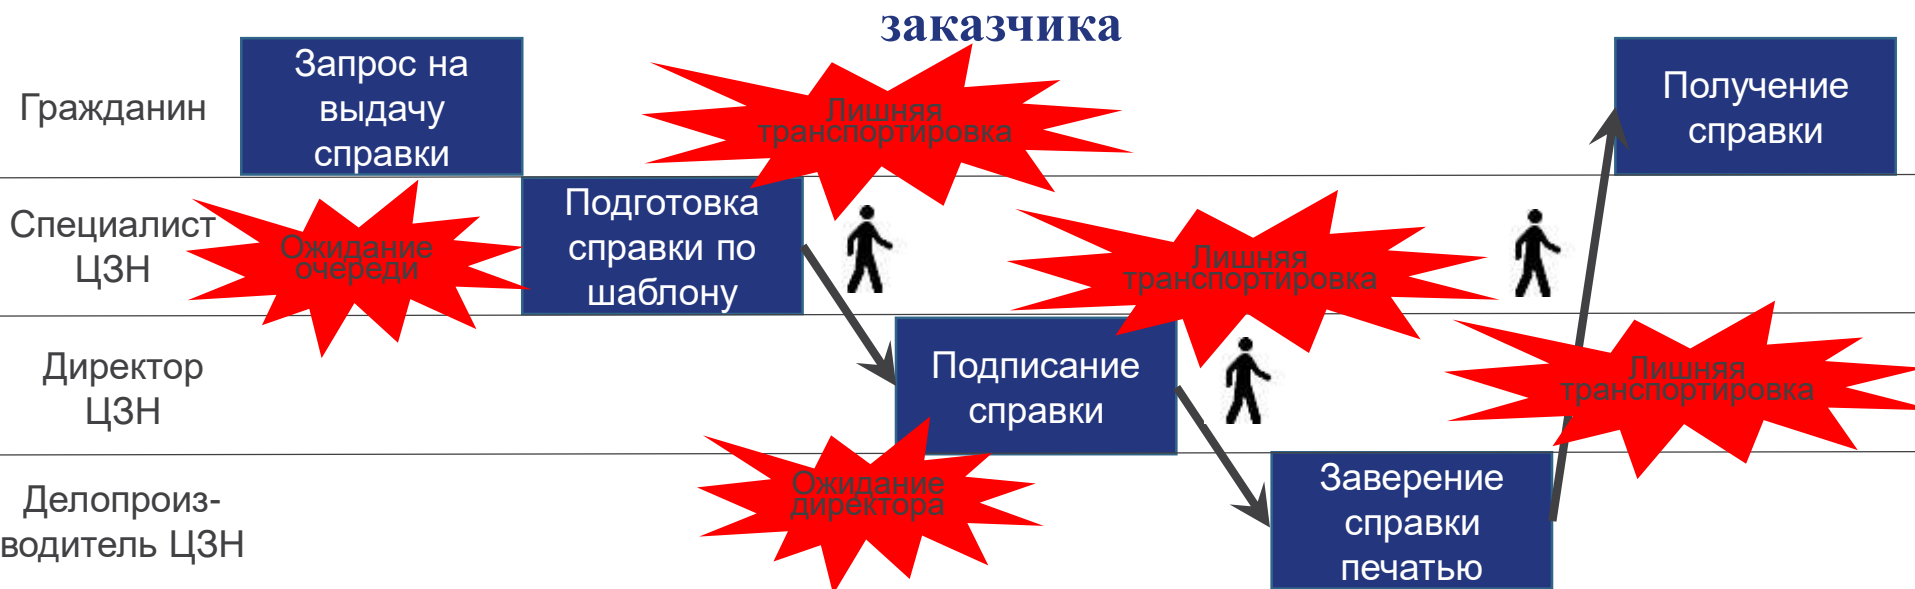 заказчика
Гражданин
Запрос на
выдачу
справки
Лишняя
транспортировка
Получение
справки
Специалист
ЦЗН
Ожидание
очереди
Подготовка
справки по
шаблону
Лишняя
транспортировка
Директор
ЦЗН
Подписание
справки
Лишняя
транспортировка
Делопроиз-
водитель ЦЗН
Ожидание
директора
Заверение
справки
печатью